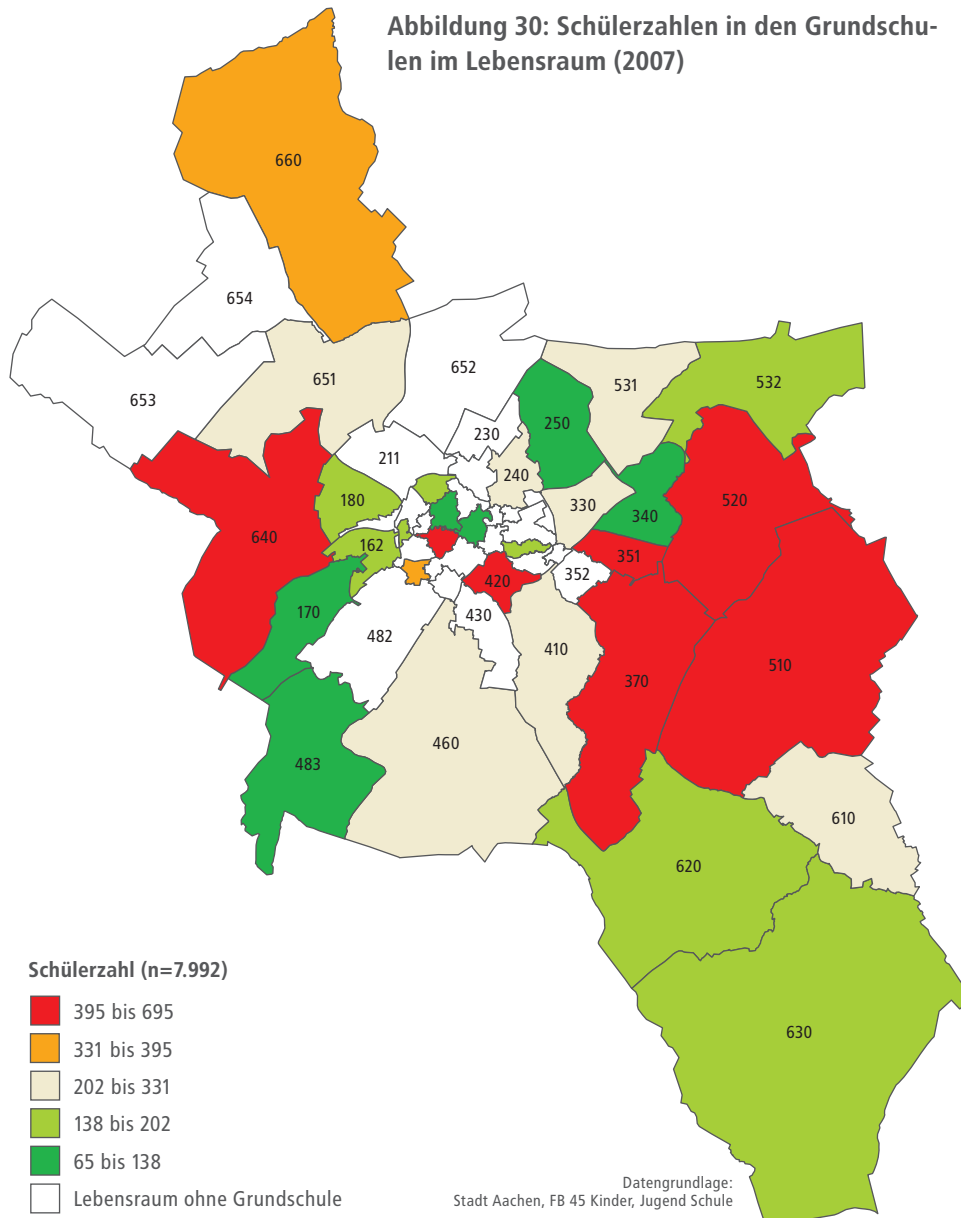 Abbildung 30: Schülerzahlen in den Grundschu-
len im Lebensraum (2007)
660
654
653
651
652
531
532
250
230
211
240
180
330
340
520
640
162
351
420
352
170
430
482
410
510
370
460
483
610
620
630
Schülerzahl (n=7.992)
395 bis 695
331 bis 395
202 bis 331
138 bis 202
65 bis 138
Lebensraum ohne Grundschule
Datengrundlage:
Stadt Aachen, FB 45 Kinder, Jugend Schule